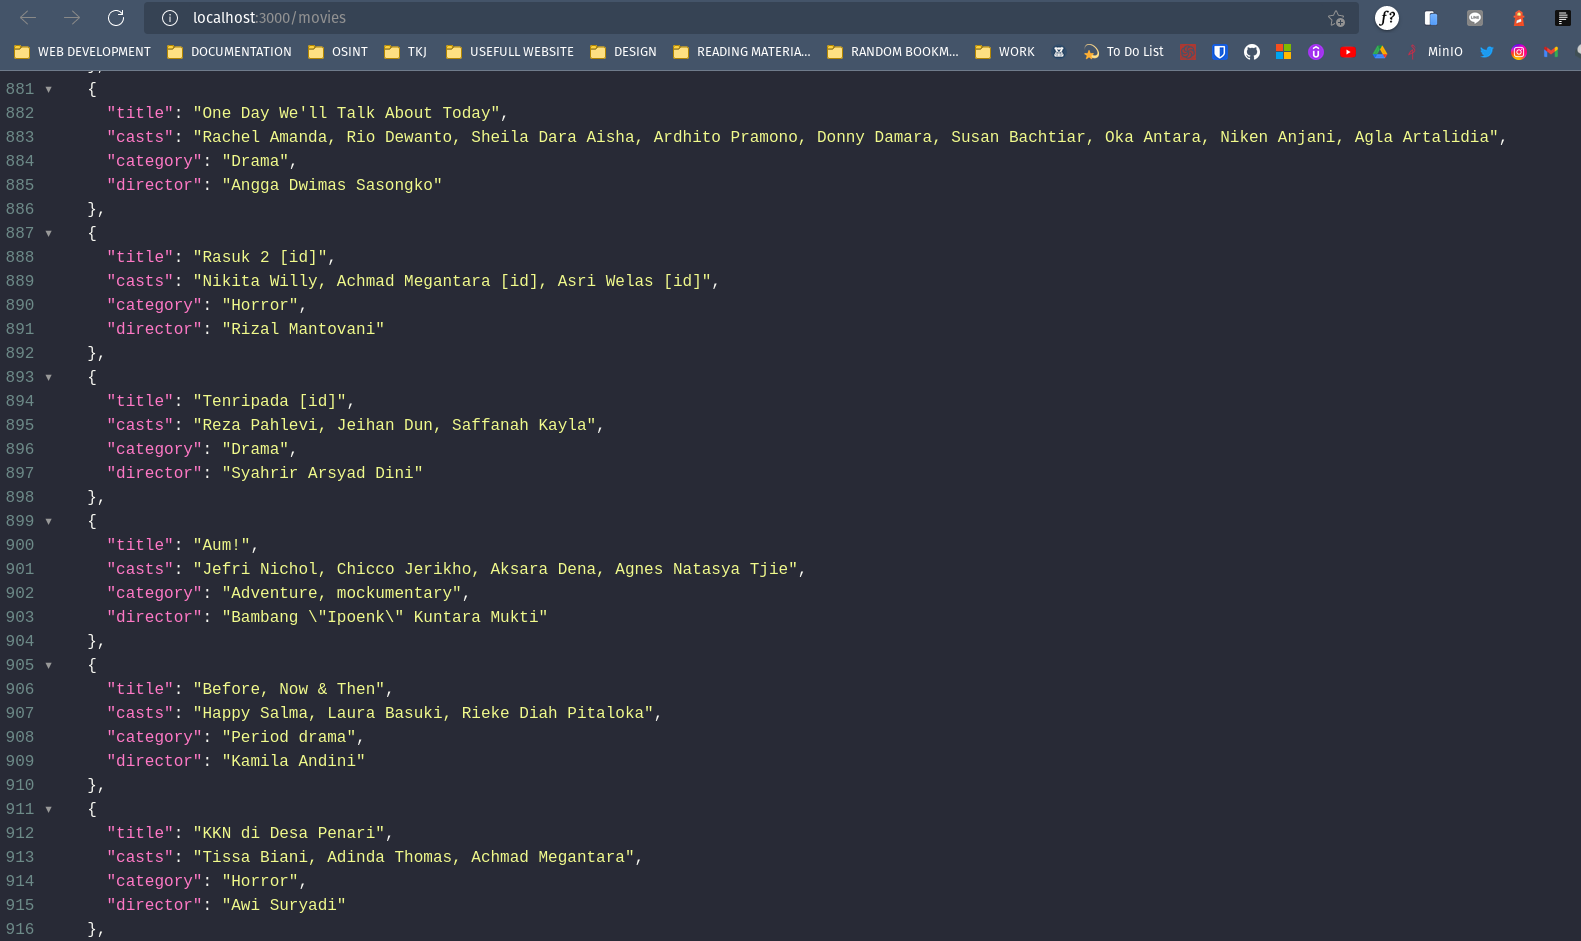 localhost:3000/movies
f?
WEB DEVELOPMENT DOCUMENTATION OSINT TKJ USEFULL WEBSITE DESIGN READING MATERIA... RANDOM BOOKM... WORK To Do List MinIO
881 ▾ {
882 "title": "One Day We'll Talk About Today",
883 "casts": "Rachel Amanda, Rio Dewanto, Sheila Dara Aisha, Ardhito Pramono, Donny Damara, Susan Bachtiar, Oka Antara, Niken Anjani, Agla Artalidia",
884 "category": "Drama",
885 "director": "Angga Dwimas Sasongko"
886 },
887 ▾ {
888 "title": "Rasuk 2 [id]",
889 "casts": "Nikita Willy, Achmad Megantara [id], Asri Welas [id]",
890 "category": "Horror",
891 "director": "Rizal Mantovani"
892 },
893 ▾ {
894 "title": "Tenripada [id]",
895 "casts": "Reza Pahlevi, Jeihan Dun, Saffanah Kayla",
896 "category": "Drama",
897 "director": "Syahrir Arsyad Dini"
898 },
899 ▾ {
900 "title": "Aum!",
901 "casts": "Jefri Nichol, Chicco Jerikho, Aksara Dena, Agnes Natasya Tjie",
902 "category": "Adventure, mockumentary",
903 "director": "Bambang \"Ipoenk\" Kuntara Mukti"
904 },
905 ▾ {
906 "title": "Before, Now & Then",
907 "casts": "Happy Salma, Laura Basuki, Rieke Diah Pitaloka",
908 "category": "Period drama",
909 "director": "Kamila Andini"
910 },
911 ▾ {
912 "title": "KKN di Desa Penari",
913 "casts": "Tissa Biani, Adinda Thomas, Achmad Megantara",
914 "category": "Horror",
915 "director": "Awi Suryadi"
916 },